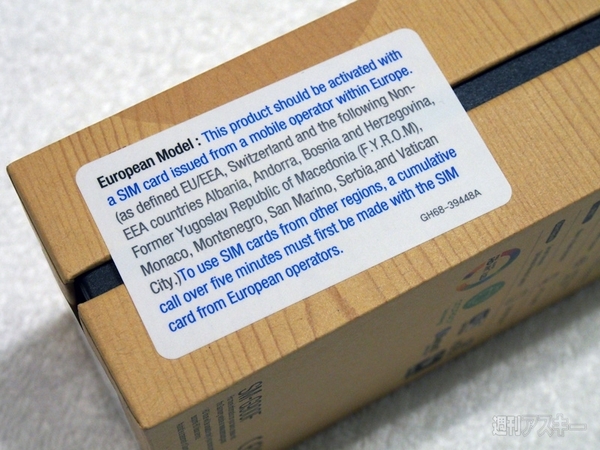 European Model : This product should be activated with
a SIM card issued from a mobile operator within Europe.
(as defined EU/EEA, Switzerland and the following Non-
EEA countries Albania, Andorra, Bosnia and Herzegovina,
Former Yugoslav Republic of Macedonia (F.Y.R.O.M),
Monaco, Montenegro, San Marino, Serbia,and Vatican
City.)To use SIM cards from other regions, a cumulative
call over five minutes must first be made with the SIM
card from European operators.
GH68-39448A
週刊アスキー